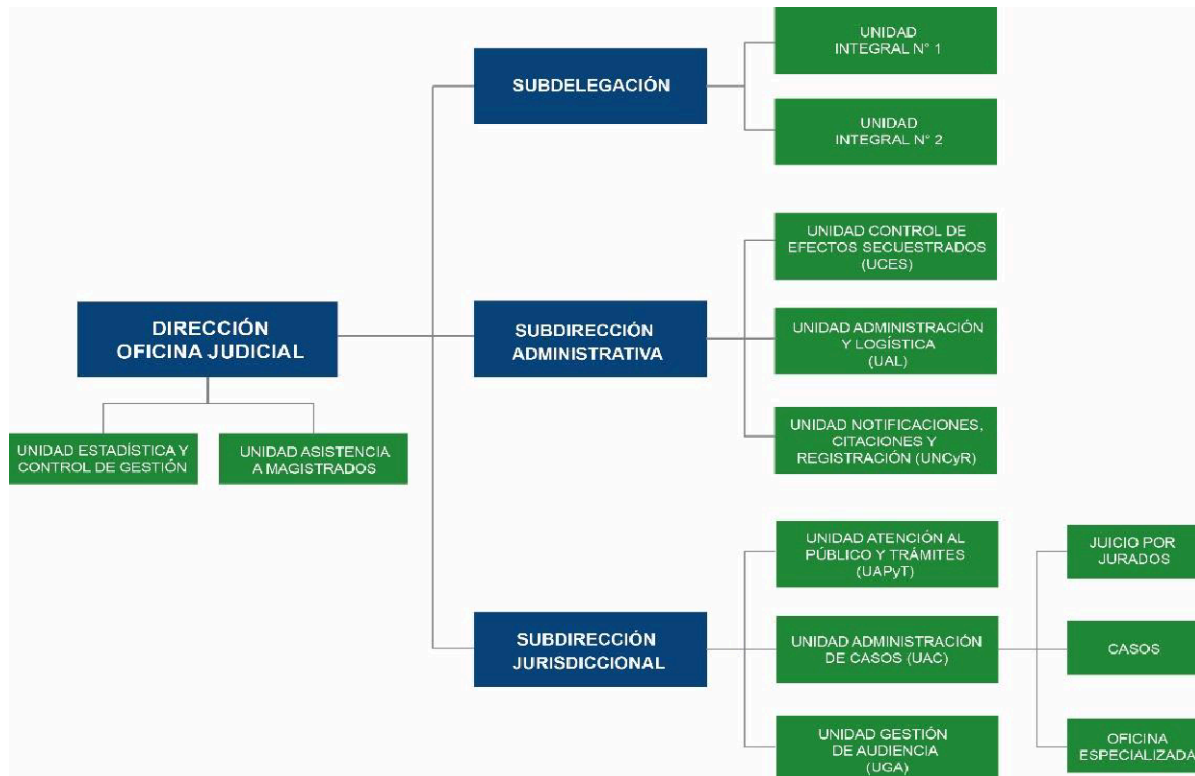 UNIDAD
INTEGRAL N° 1
SUBDELEGACIÓN
UNIDAD
INTEGRAL N° 2
UNIDAD CONTROL DE
EFECTOS SECUESTRADOS
(UCES)
DIRECCIÓN
OFICINA JUDICIAL
SUBDIRECCIÓN
ADMINISTRATIVA
UNIDAD ADMINISTRACIÓN
Y LOGÍSTICA
(UAL)
UNIDAD ESTADÍSTICA Y
CONTROL DE GESTIÓN
UNIDAD ASISTENCIA
A MAGISTRADOS
UNIDAD NOTIFICACIONES,
CITACIONES Y
REGISTRACIÓN (UNCyR)
UNIDAD ATENCIÓN AL
PÚBLICO Y TRÁMITES
(UAPyT)
JUICIO POR
JURADOS
SUBDIRECCIÓN
JURISDICCIONAL
UNIDAD ADMINISTRACIÓN
DE CASOS (UAC)
CASOS
UNIDAD GESTIÓN
DE AUDIENCIA
(UGA)
OFICINA
ESPECIALIZADA